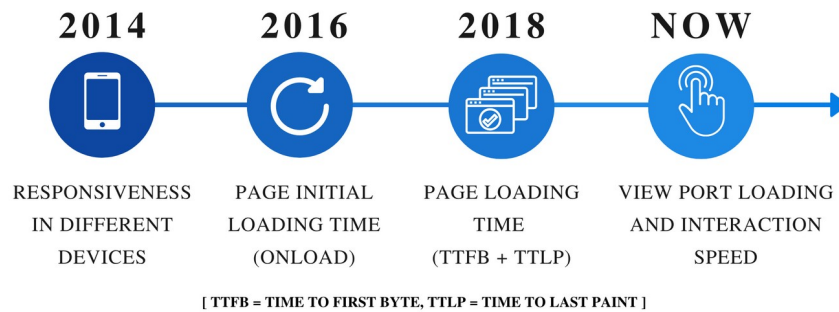 2014
2016
2018
NOW
RESPONSIVENESS
IN DIFFERENT
DEVICES
PAGE INITIAL
LOADING TIME
(ONLOAD)
PAGE LOADING
TIME
(TTFB + TTLP)
VIEW PORT LOADING
AND INTERACTION
SPEED
[ TTFB = TIME TO FIRST BYTE, TTLP = TIME TO LAST PAINT ]